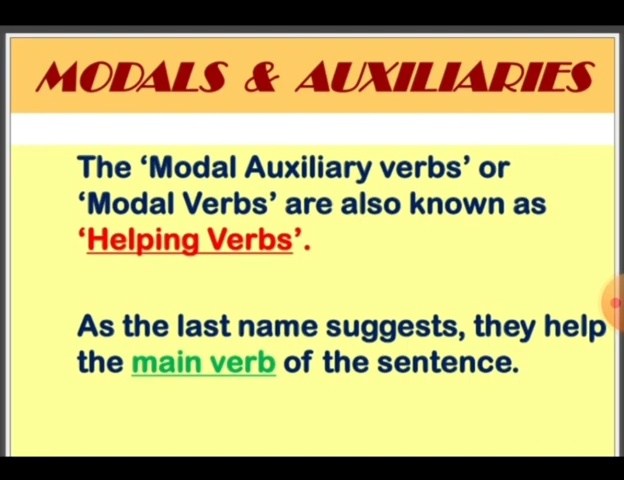 MODALS & AUXILIARIES
The ‘Modal Auxiliary verbs’ or
‘Modal Verbs’ are also known as
‘Helping Verbs’.
As the last name suggests, they help
the main verb of the sentence.